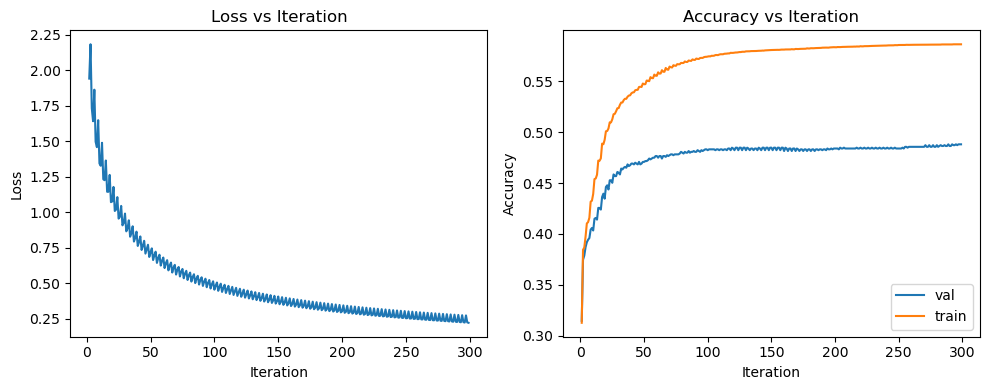 Loss vs Iteration
2.25
2.00
1.75
1.50
1.25
1.00
0.75
0.50
0.25
Loss
0 50 100 150 200 250 300
Iteration
Accuracy vs Iteration
0.55
0.50
0.45
0.40
0.35
0.30
Accuracy
val
train
0 50 100 150 200 250 300
Iteration